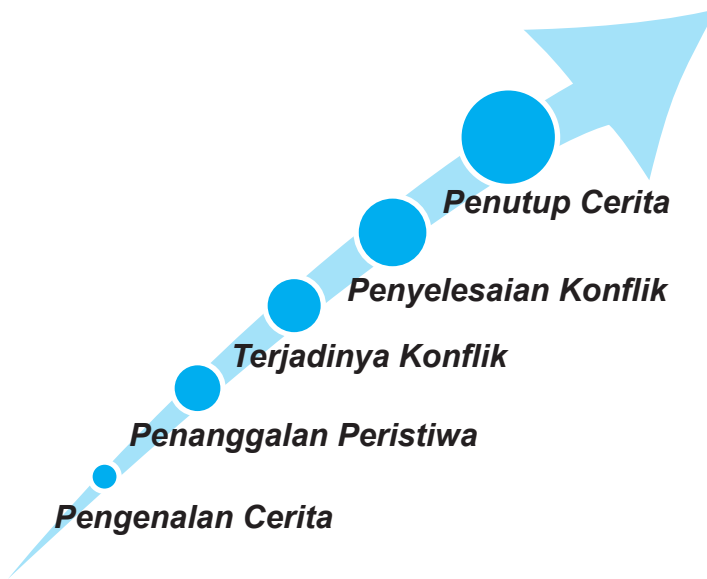 Penutup Cerita
Penyelesaian Konflik
Terjadinya Konflik
Penanggalan Peristiwa
Pengenalan Cerita